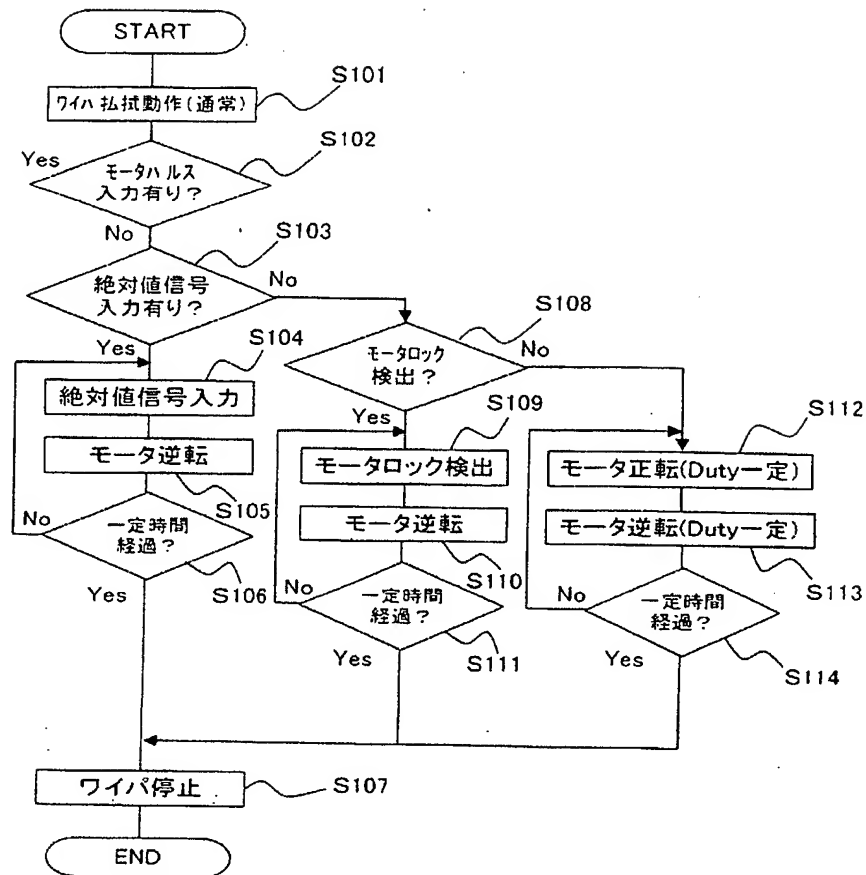 START
S101
ワイハ 払拭動作(通常)
S102
Yes
モータハ ルス
入力有り?
No
S103
絶対値信号
入力有り?
No
S108
Yes
S104
モータロック
検出?
No
絶対値信号入力
S109
Yes
S112
モータ逆転
モータロック検出
モータ正転(Duty一定)
S105
No
一定時間
経過?
モータ逆転
モータ逆転(Duty一定)
S106
S110
S113
Yes
No
一定時間
経過?
No
一定時間
経過?
Yes
S111
Yes
S114
ワイパ停止
S107
END